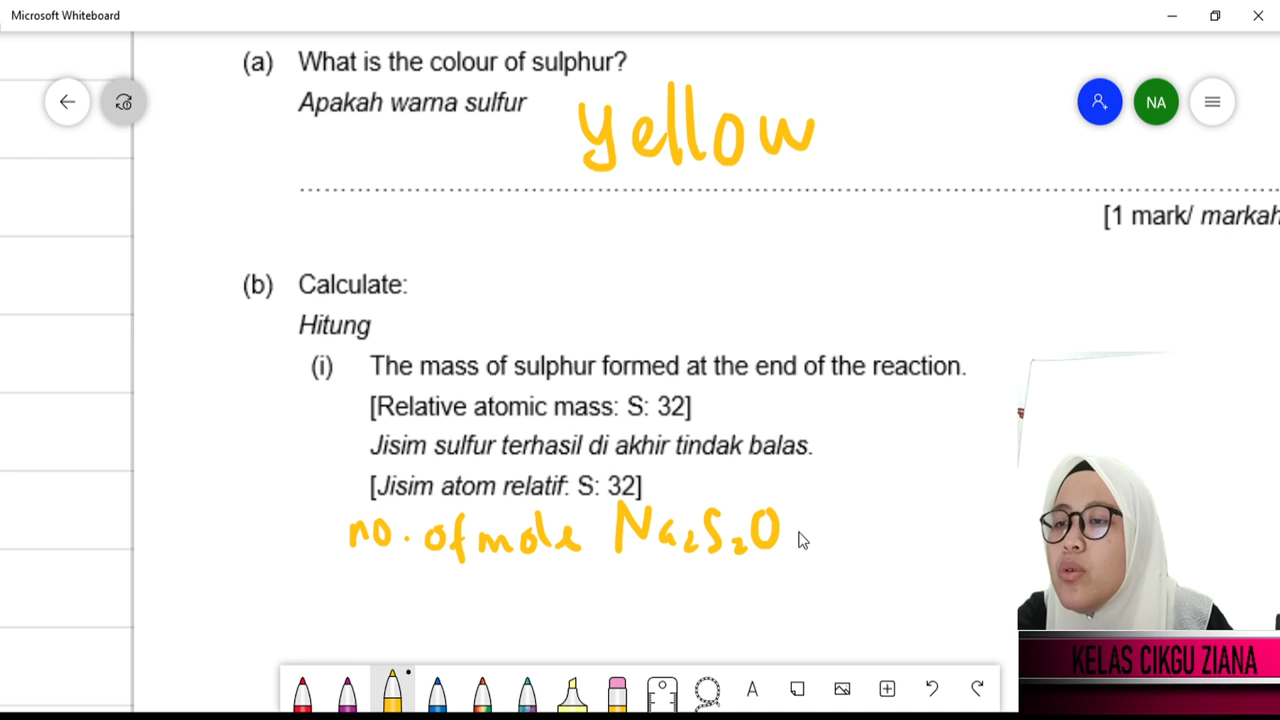 Microsoft Whiteboard
(a) What is the colour of sulphur?
Apakah warna sulfur
yellow
[1 mark/ markah
NA
(b) Calculate:
Hitung
(i) The mass of sulphur formed at the end of the reaction.
[Relative atomic mass: S: 32]
Jisim sulfur terhasil di akhir tindak balas.
[Jisim atom relatif: S: 32]
no. of mole Na₂S₂O
KELAS CIKGU ZIANA
A